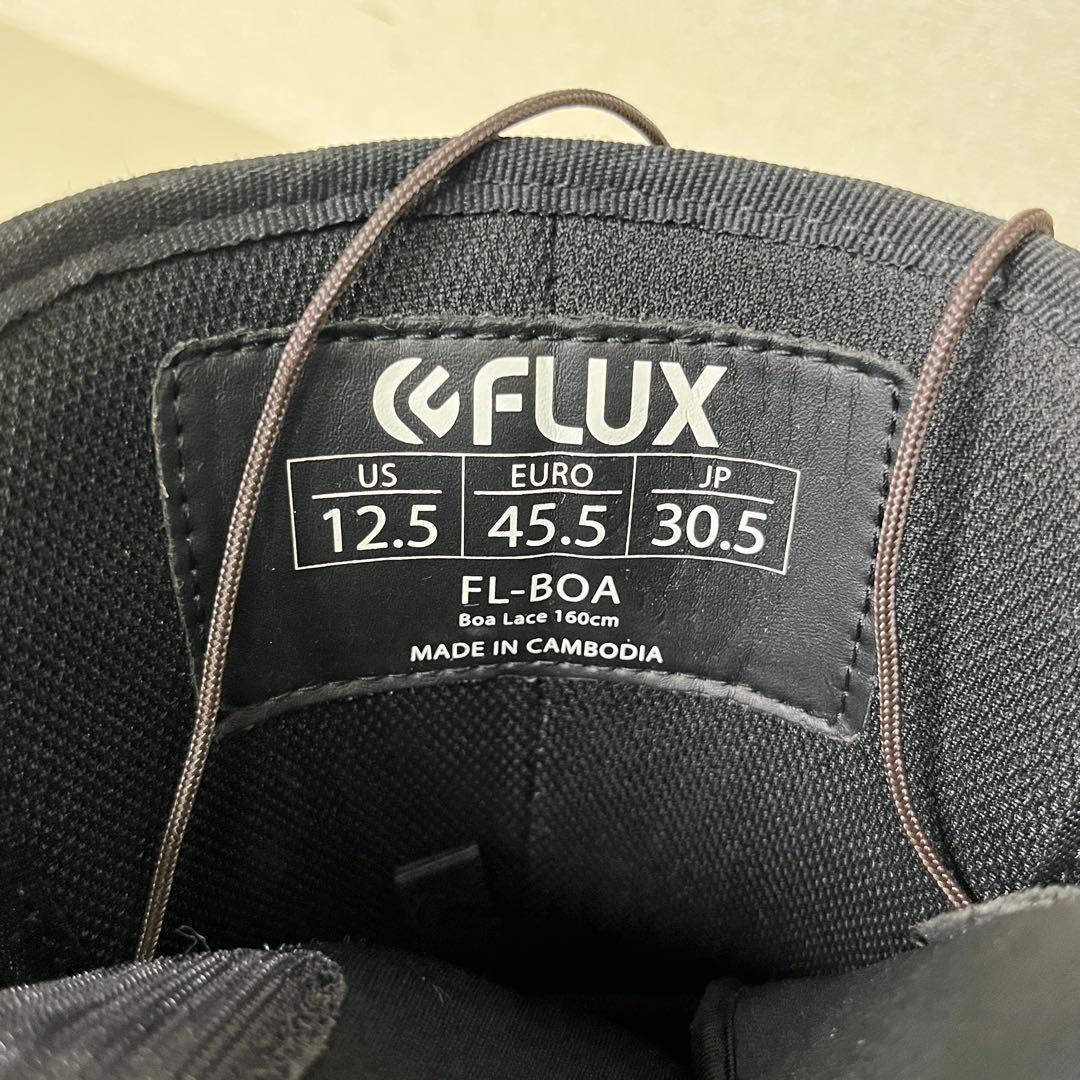 FLUX
US EURO JP
12.5 45.5 30.5
FL-BOA
Boa Lace 160cm
MADE IN CAMBODIA